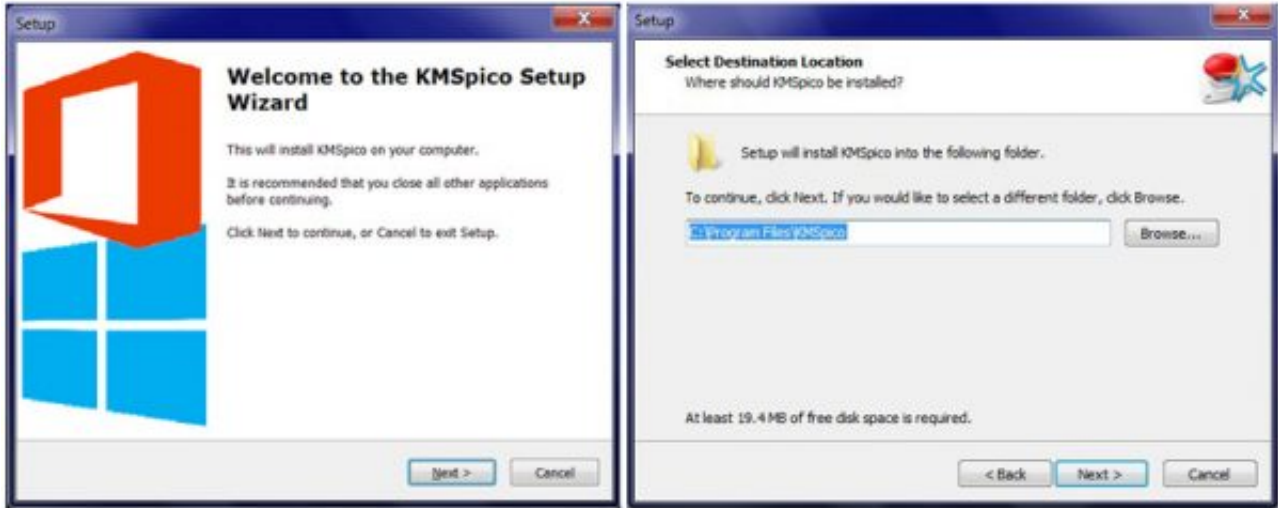 Setup
Welcome to the KMSpico Setup
Wizard
This will install KMSpico on your computer.
It is recommended that you close all other applications
before continuing.
Click Next to continue, or Cancel to exit Setup.
Next >
Cancel
Setup
Select Destination Location
Where should KMSpico be installed?
Setup will install KMSpico into the following folder.
To continue, click Next. If you would like to select a different folder, click Browse.
C:\Program Files\KMSpico
Browse...
At least 19.4 MB of free disk space is required.
< Back
Next >
Cancel